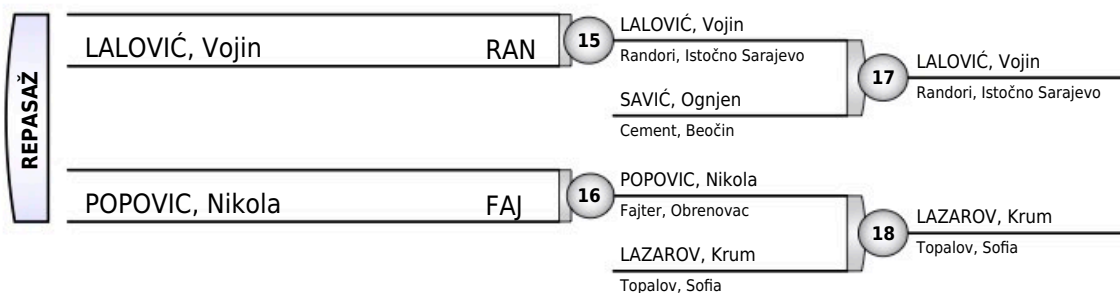 REPASAŽ
LALOVIĆ, Vojin RAN
15
LALOVIĆ, Vojin
Randori, Istočno Sarajevo
SAVIĆ, Ognjen
Cement, Beočin
17
LALOVIĆ, Vojin
Randori, Istočno Sarajevo
POPOVIC, Nikola FAJ
16
POPOVIC, Nikola
Fajter, Obrenovac
LAZAROV, Krum
Topalov, Sofia
18
LAZAROV, Krum
Topalov, Sofia